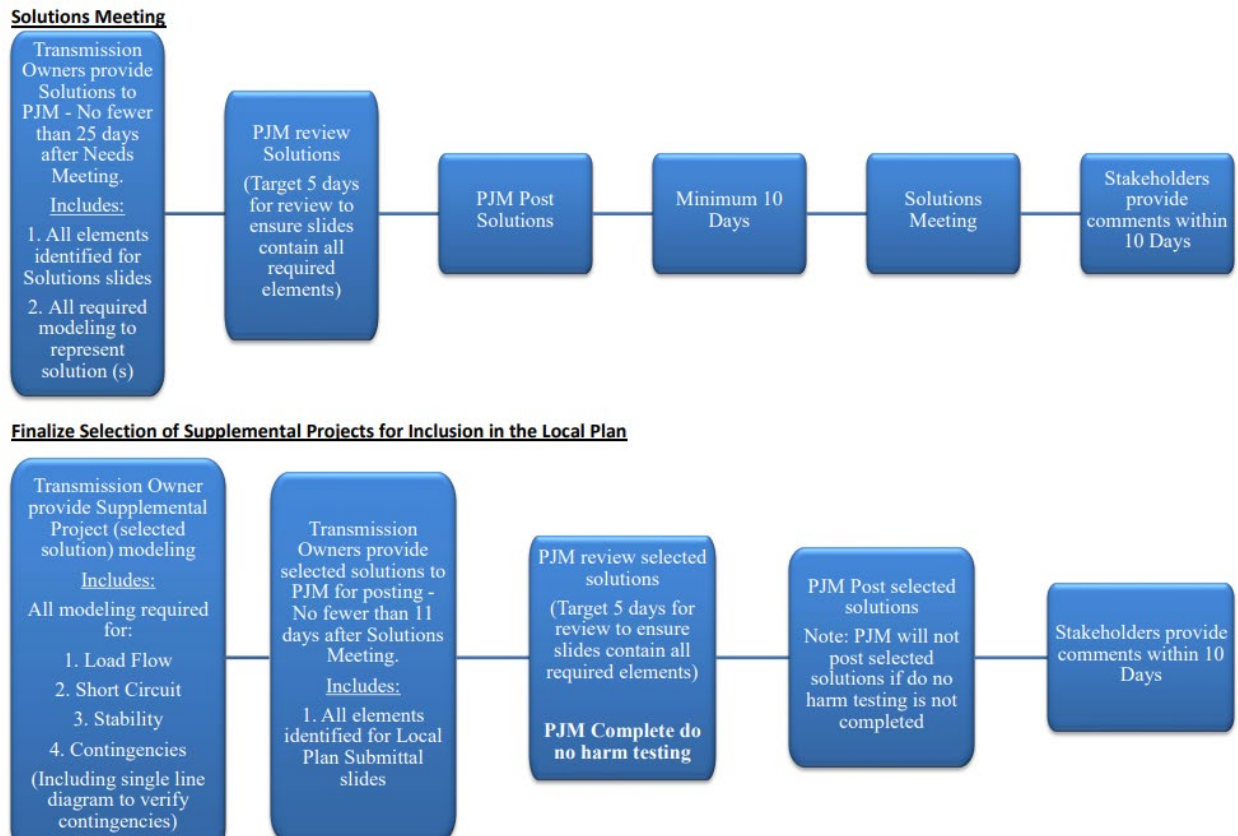 Solutions Meeting
Transmission
Owners provide
Solutions to
PJM - No fewer
than 25 days
after Needs
Meeting.
Includes:
1. All elements
identified for
Solutions slides
2. All required
modeling to
represent
solution (s)
PJM review
Solutions
(Target 5 days
for review to
ensure slides
contain all
required
elements)
PJM Post
Solutions
Minimum 10
Days
Solutions
Meeting
Stakeholders
provide
comments within
10 Days
Finalize Selection of Supplemental Projects for Inclusion in the Local Plan
Transmission Owner
provide Supplemental
Project (selected
solution) modeling
Includes:
All modeling required
for:
1. Load Flow
2. Short Circuit
3. Stability
4. Contingencies
(Including single line
diagram to verify
contingencies)
Transmission
Owners provide
selected solutions to
PJM for posting -
No fewer than 11
days after Solutions
Meeting.
Includes:
1. All elements
identified for Local
Plan Submittal
slides
PJM review selected
solutions
(Target 5 days for
review to ensure
slides contain all
required elements)
PJM Complete do
no harm testing
PJM Post selected
solutions
Note: PJM will not
post selected
solutions if do no
harm testing is not
completed
Stakeholders provide
comments within 10
Days